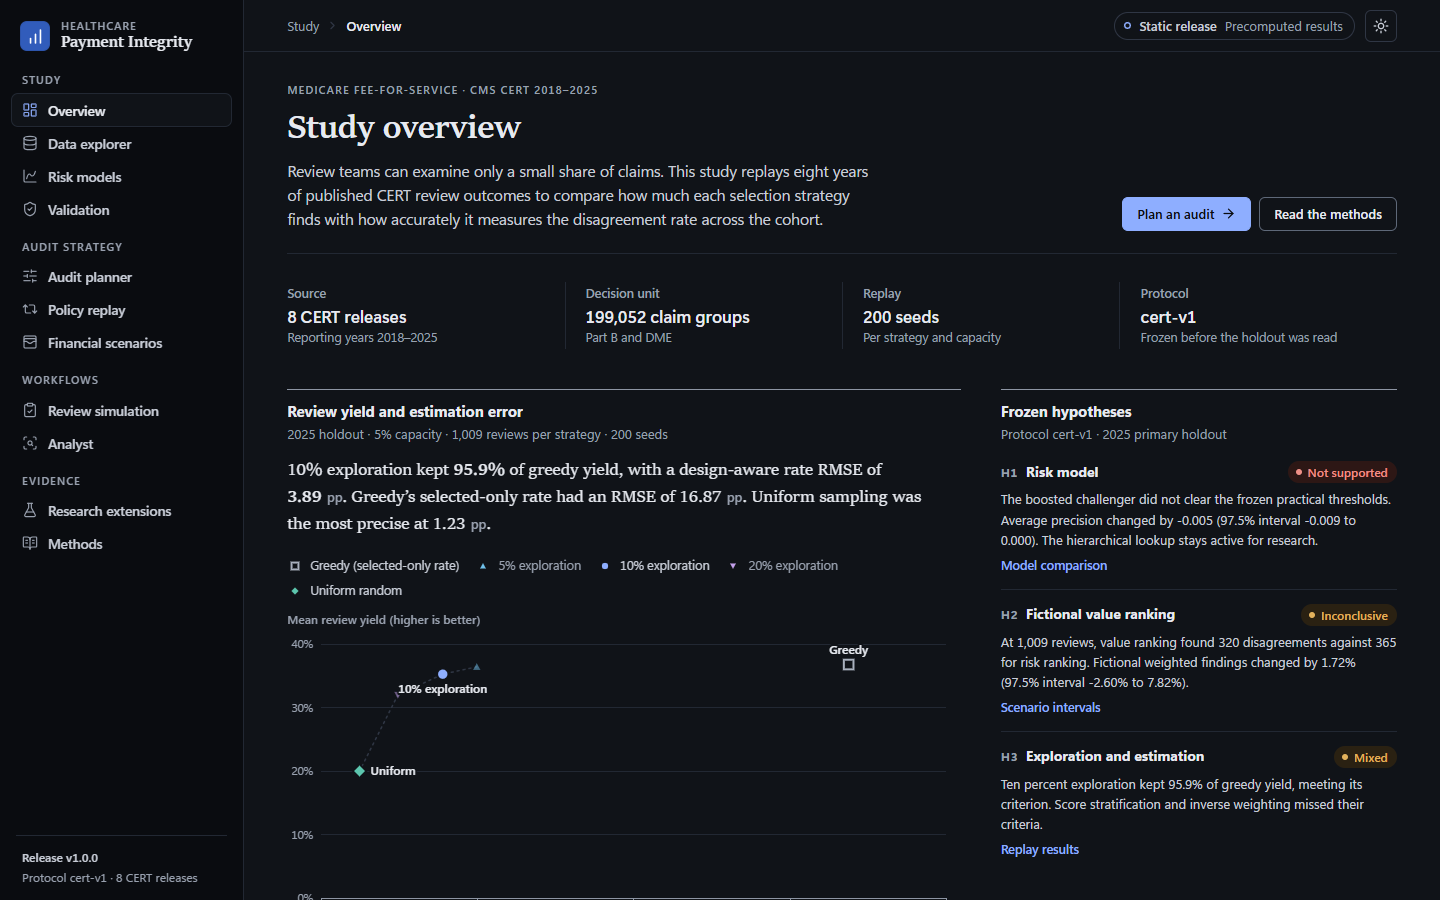 HEALTHCARE
Payment Integrity
STUDY
Overview
Data explorer
Risk models
Validation
AUDIT STRATEGY
Audit planner
Policy replay
Financial scenarios
WORKFLOWS
Review simulation
Analyst
EVIDENCE
Research extensions
Methods
Release v1.0.0
Protocol cert-v1 · 8 CERT releases
Study > Overview
Static release Precomputed results
MEDICARE FEE-FOR-SERVICE · CMS CERT 2018–2025
Study overview
Review teams can examine only a small share of claims. This study replays eight years
of published CERT review outcomes to compare how much each selection strategy
finds with how accurately it measures the disagreement rate across the cohort.
Plan an audit →
Read the methods
Source
8 CERT releases
Reporting years 2018–2025
Decision unit
199,052 claim groups
Part B and DME
Replay
200 seeds
Per strategy and capacity
Protocol
cert-v1
Frozen before the holdout was read
Review yield and estimation error
2025 holdout · 5% capacity · 1,009 reviews per strategy · 200 seeds
10% exploration kept 95.9% of greedy yield, with a design-aware rate RMSE of
3.89 pp. Greedy’s selected-only rate had an RMSE of 16.87 pp. Uniform sampling was
the most precise at 1.23 pp.
Greedy (selected-only rate) 5% exploration 10% exploration 20% exploration
Uniform random
Mean review yield (higher is better)
40%
Greedy
10% exploration
30%
20%
Uniform
10%
0%
Frozen hypotheses
Protocol cert-v1 · 2025 primary holdout
H1 Risk model Not supported
The boosted challenger did not clear the frozen practical thresholds.
Average precision changed by -0.005 (97.5% interval -0.009 to
0.000). The hierarchical lookup stays active for research.
Model comparison
H2 Fictional value ranking Inconclusive
At 1,009 reviews, value ranking found 320 disagreements against 365
for risk ranking. Fictional weighted findings changed by 1.72%
(97.5% interval -2.60% to 7.82%).
Scenario intervals
H3 Exploration and estimation Mixed
Ten percent exploration kept 95.9% of greedy yield, meeting its
criterion. Score stratification and inverse weighting missed their
criteria.
Replay results